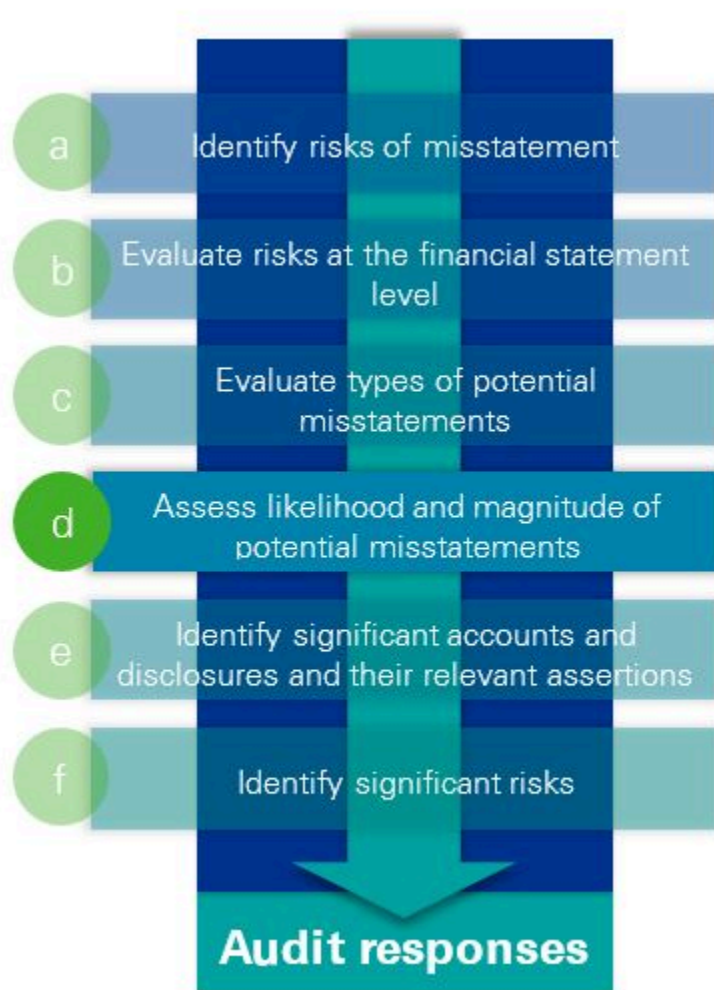 a
Identify risks of misstatement
b
Evaluate risks at the financial statement
level
c
Evaluate types of potential
misstatements
d
Assess likelihood and magnitude of
potential misstatements
e
Identify significant accounts and
disclosures and their relevant assertions
f
Identify significant risks
Audit responses